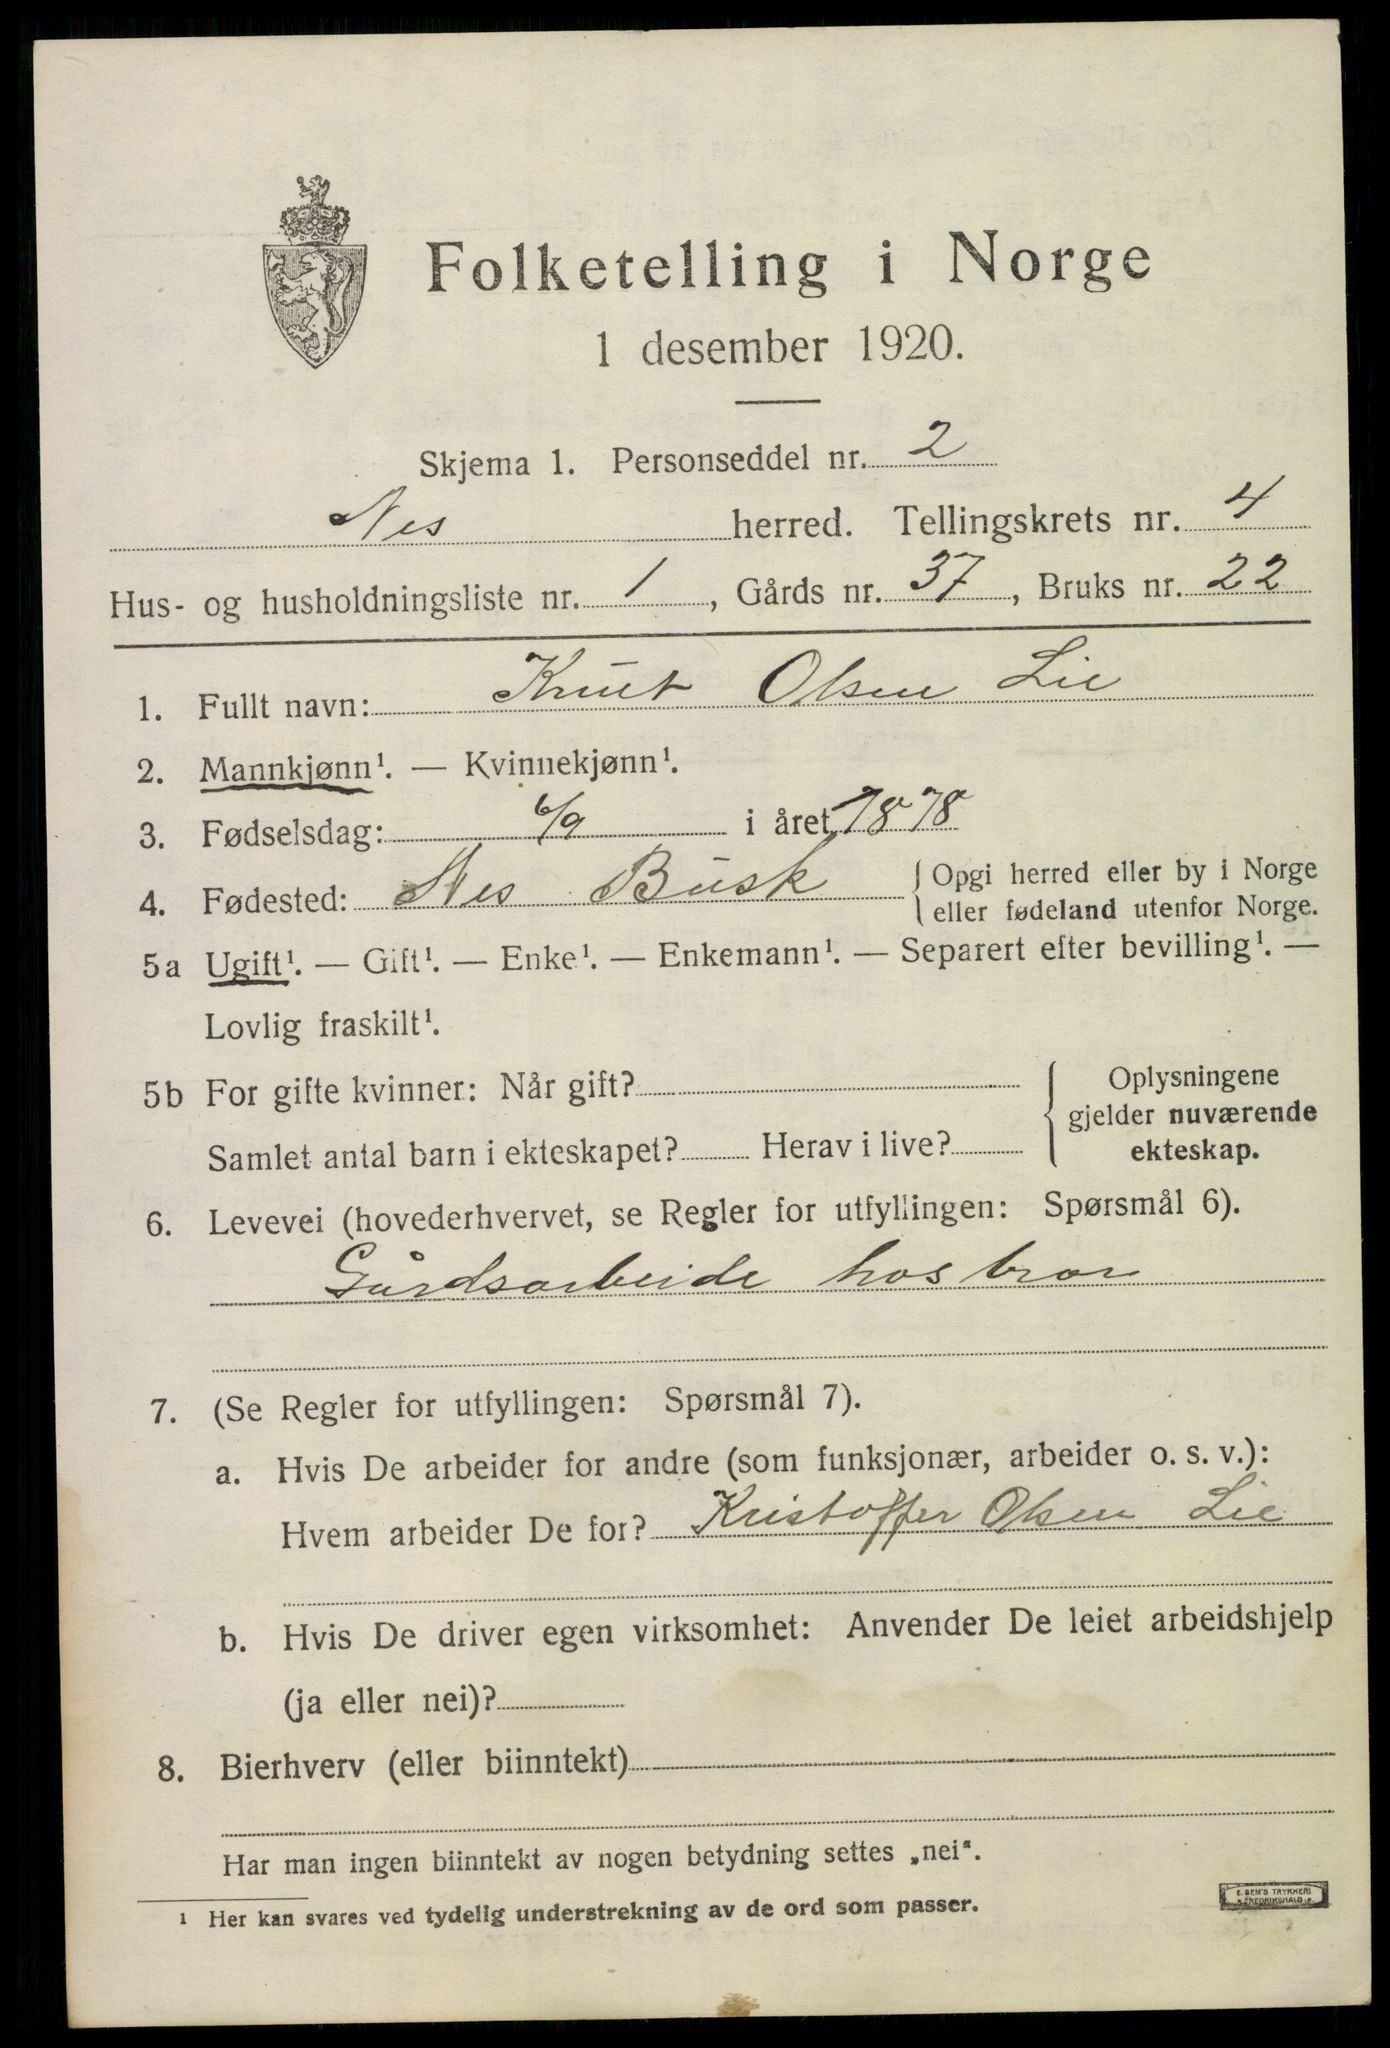 Folketelling i Norge
1 desember 1920.
Skjema 1. Personseddel nr. 2
Nes herred. Tellingskrets nr. 4
Hus- og husholdningsliste nr. 1, Gårds nr. 37, Bruks nr. 22
1. Fullt navn: Knut Olsen Lie
2. Mannkjønn¹. — Kvinnekjønn¹.
3. Fødselsdag: 6/9 i året 1878
4. Fødested: Nes Busk { Opgi herred eller by i Norge
eller fødeland utenfor Norge.
5a Ugift¹. — Gift¹. — Enke¹. — Enkemann¹. — Separert efter bevilling¹. —
Lovlig fraskilt¹.
5b For gifte kvinner: Når gift?
Samlet antal barn i ekteskapet? Herav i live?
{ Oplysningene
gjelder nuværende
ekteskap.
6. Levevei (hovederhvervet, se Regler for utfyllingen: Spørsmål 6).
Gårdsarbeide hos bror
7. (Se Regler for utfyllingen: Spørsmål 7).
a. Hvis De arbeider for andre (som funksjonær, arbeider o. s. v.):
Hvem arbeider De for? Kristoffer Olsen Lie
b. Hvis De driver egen virksomhet: Anvender De leiet arbeidshjelp
(ja eller nei)?
8. Bierhverv (eller biinntekt)
Har man ingen biinntekt av nogen betydning settes „nei“.
¹ Her kan svares ved tydelig understrekning av de ord som passer.
E. SEM'S TRYKKERI
FREDRIKSHALD